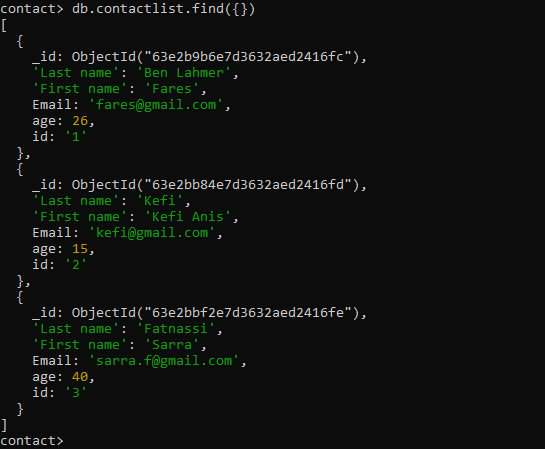 contact> db.contactlist.find({})
[
  {
    _id: ObjectId("63e2b9b6e7d3632aed2416fc"),
    'Last name': 'Ben Lahmer',
    'First name': 'Fares',
    Email: 'fares@gmail.com',
    age: 26,
    id: '1'
  },
  {
    _id: ObjectId("63e2bb84e7d3632aed2416fd"),
    'Last name': 'Kefi',
    'First name': 'Kefi Anis',
    Email: 'kefi@gmail.com',
    age: 15,
    id: '2'
  },
  {
    _id: ObjectId("63e2bbf2e7d3632aed2416fe"),
    'Last name': 'Fatnassi',
    'First name': 'Sarra',
    Email: 'sarra.f@gmail.com',
    age: 40,
    id: '3'
  }
]
contact>